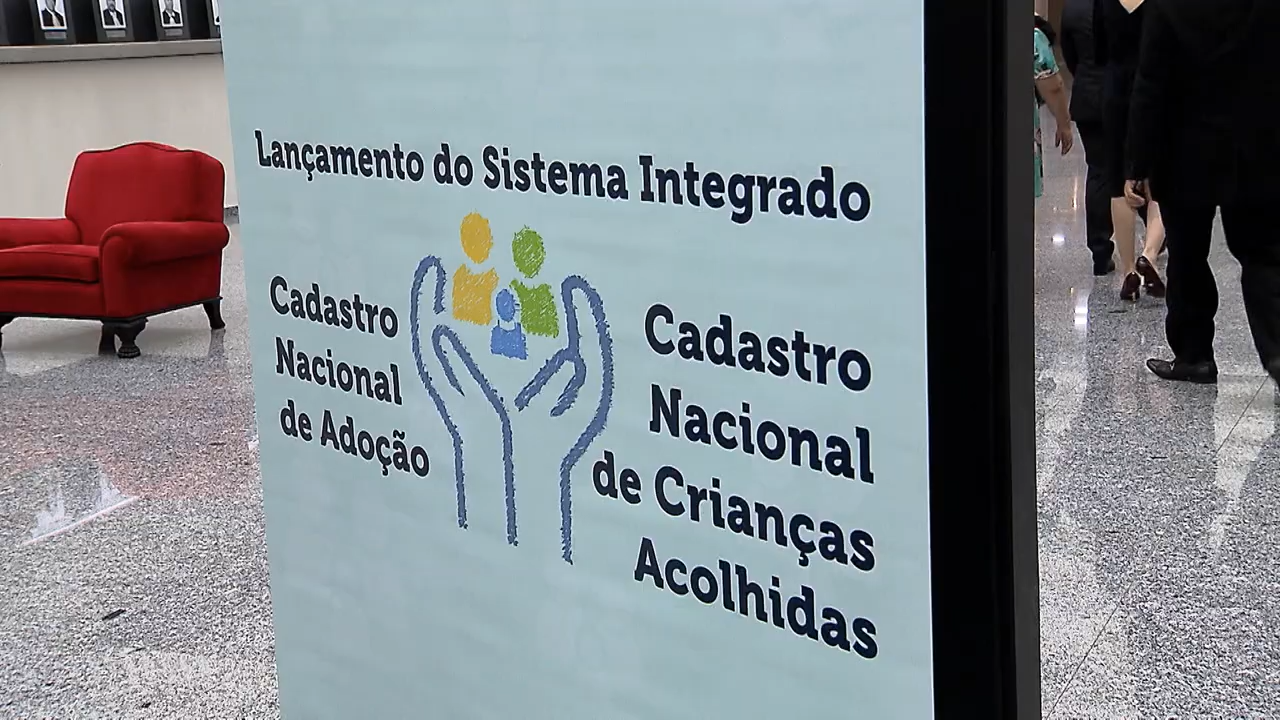 Lançamento do Sistema Integrado
Cadastro
Nacional
de Adoção
Cadastro
Nacional
de Crianças
Acolhidas